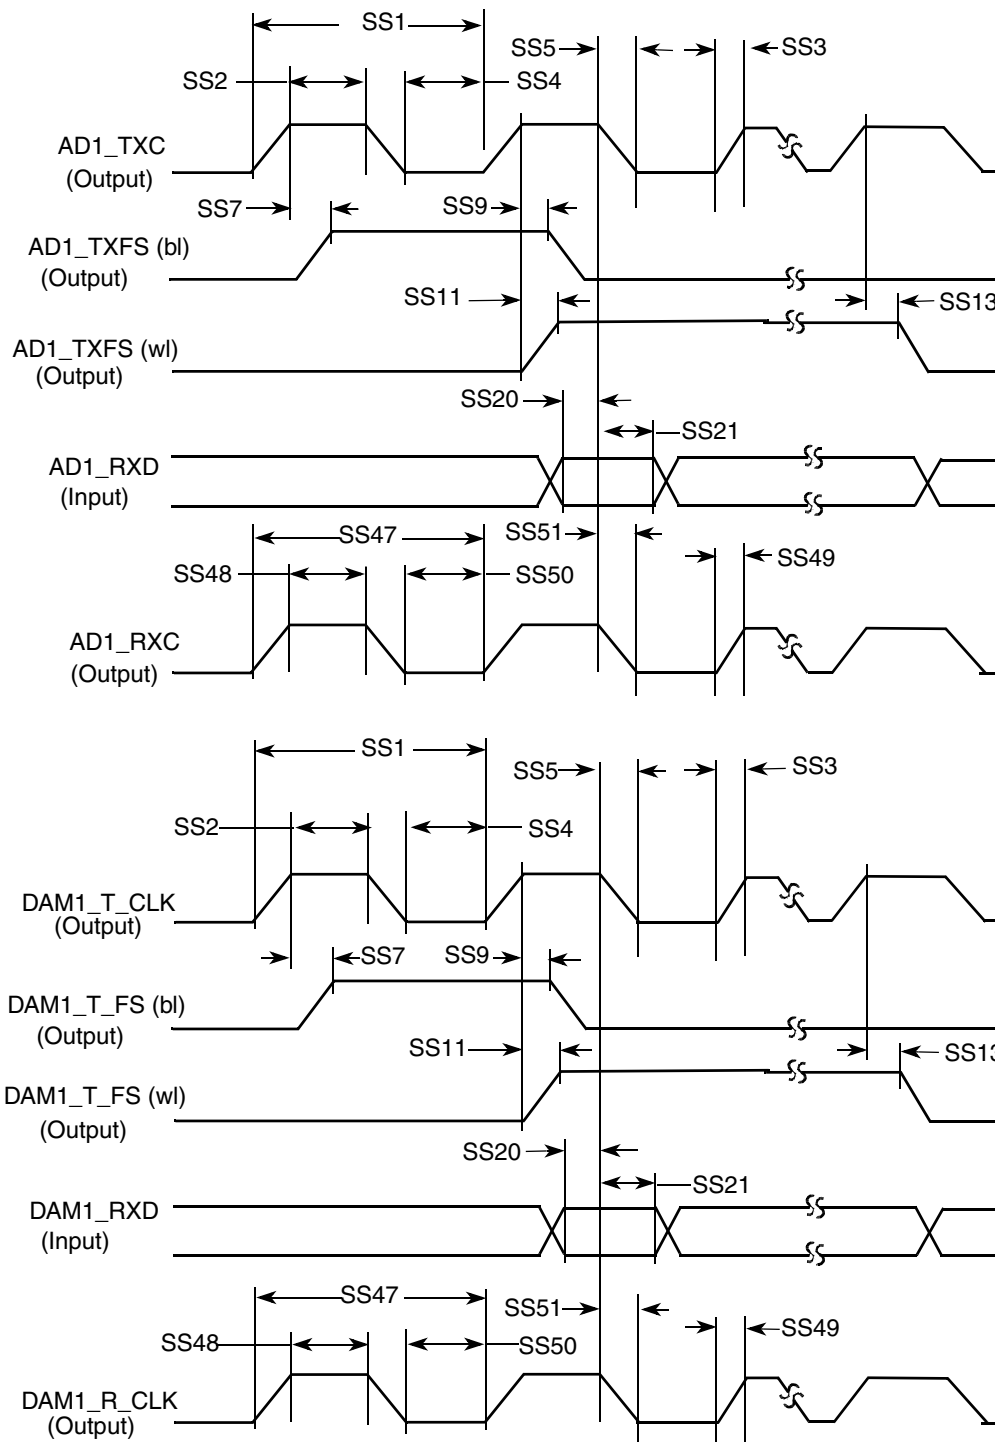 SS1
SS5
SS3
SS2
SS4
AD1_TXC
(Output)
SS7
SS9
AD1_TXFS (bl)
(Output)
SS11
SS13
AD1_TXFS (wl)
(Output)
SS20
SS21
AD1_RXD
(Input)
SS47
SS51
SS49
SS48
SS50
AD1_RXC
(Output)
SS1
SS5
SS3
SS2
SS4
DAM1_T_CLK
(Output)
SS7
SS9
DAM1_T_FS (bl)
(Output)
SS11
SS13
DAM1_T_FS (wl)
(Output)
SS20
SS21
DAM1_RXD
(Input)
SS47
SS51
SS49
SS48
SS50
DAM1_R_CLK
(Output)